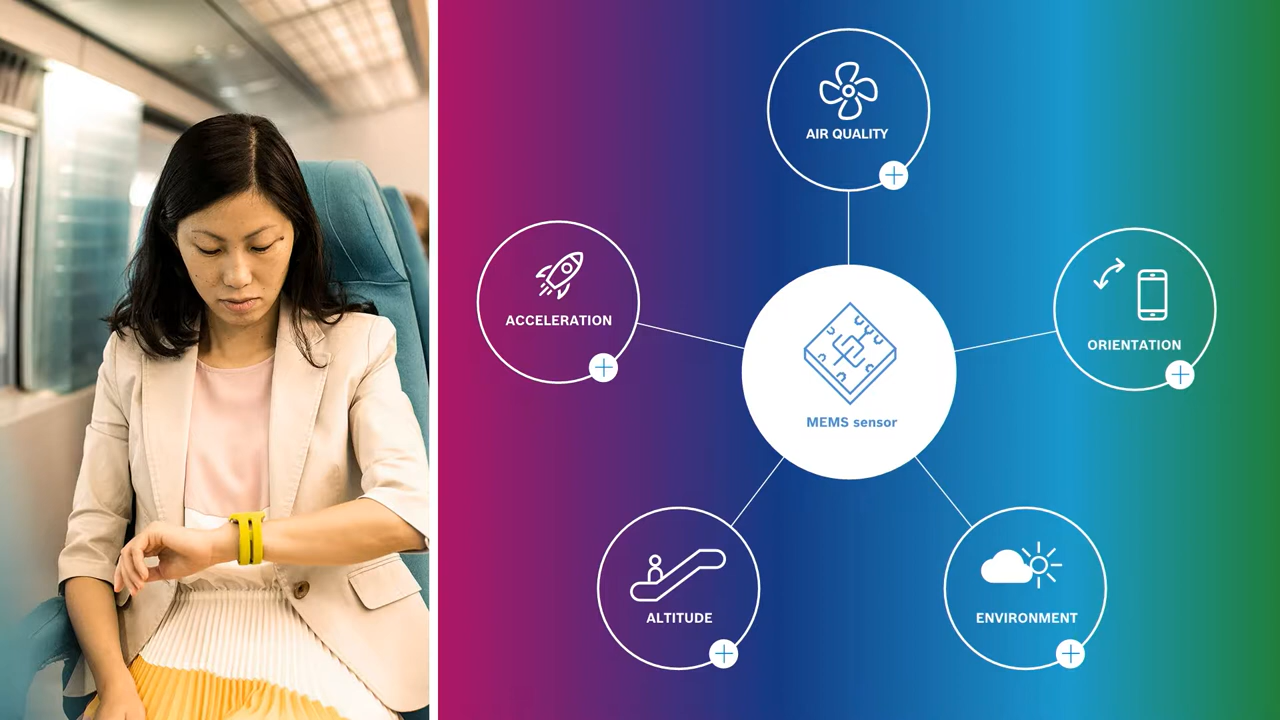 AIR QUALITY
ACCELERATION
ORIENTATION
MEMS sensor
ALTITUDE
ENVIRONMENT